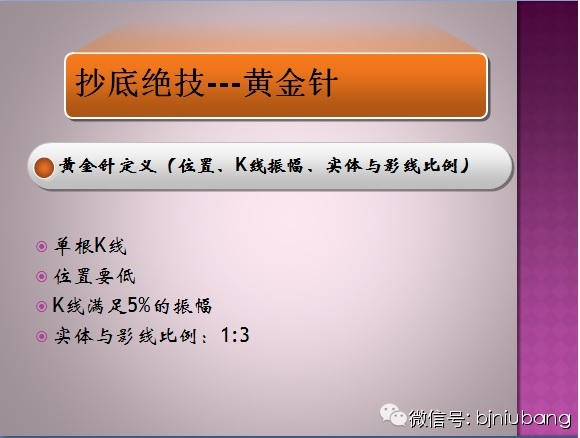 抄底绝技---黄金针
黄金针定义（位置、K线振幅、实体与影线比例）
单根K线
位置要低
K线满足5%的振幅
实体与影线比例：1:3
微信号: bjniubang